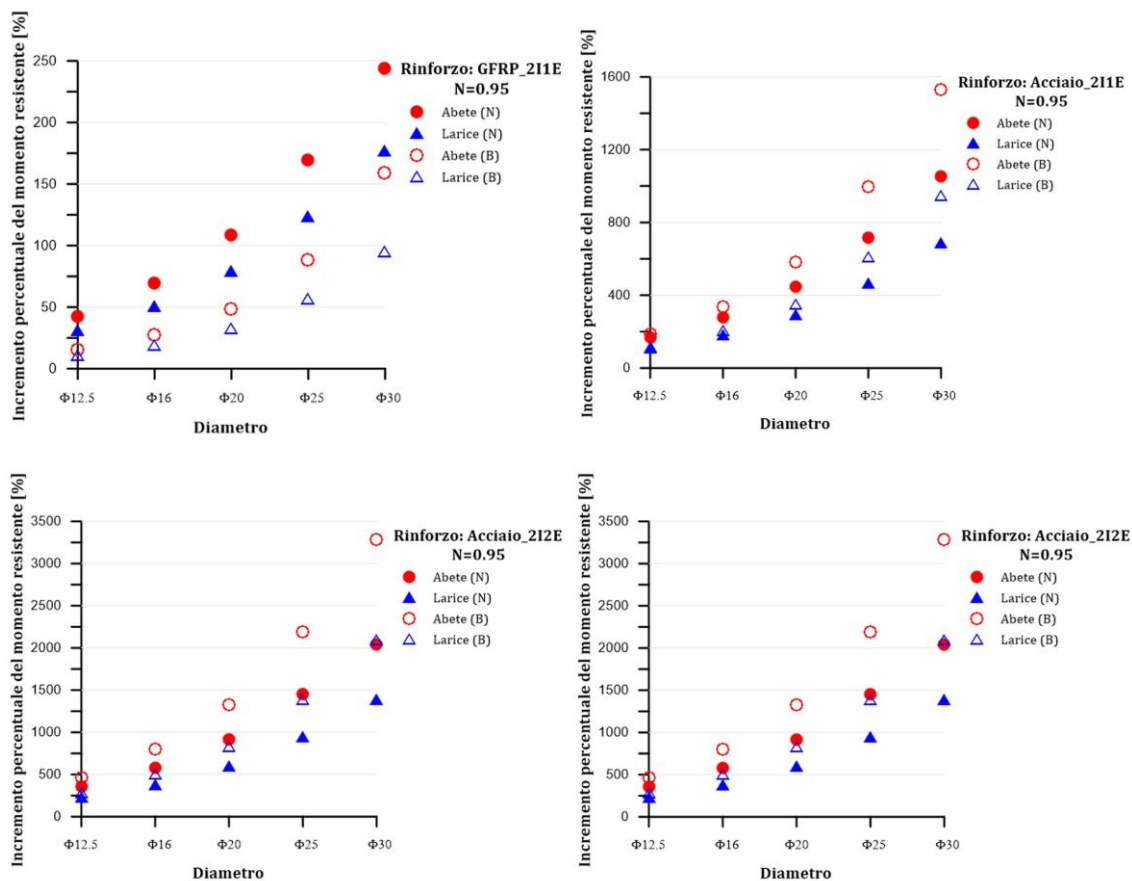 Incremento percentuale del momento resistente [%]
250
200
150
100
50
0
Rinforzo: GFRP_2I1E
N=0.95
Abete (N)
Larice (N)
Abete (B)
Larice (B)
Φ12.5 Φ16 Φ20 Φ25 Φ30
Diametro
Incremento percentuale del momento resistente [%]
1600
1200
800
400
0
Rinforzo: Acciaio_2I1E
N=0.95
Abete (N)
Larice (N)
Abete (B)
Larice (B)
Φ12.5 Φ16 Φ20 Φ25 Φ30
Diametro
Incremento percentuale del momento resistente [%]
3500
3000
2500
2000
1500
1000
500
0
Rinforzo: Acciaio_2I2E
N=0.95
Abete (N)
Larice (N)
Abete (B)
Larice (B)
Φ12.5 Φ16 Φ20 Φ25 Φ30
Diametro
Incremento percentuale del momento resistente [%]
3500
3000
2500
2000
1500
1000
500
0
Rinforzo: Acciaio_2I2E
N=0.95
Abete (N)
Larice (N)
Abete (B)
Larice (B)
Φ12.5 Φ16 Φ20 Φ25 Φ30
Diametro